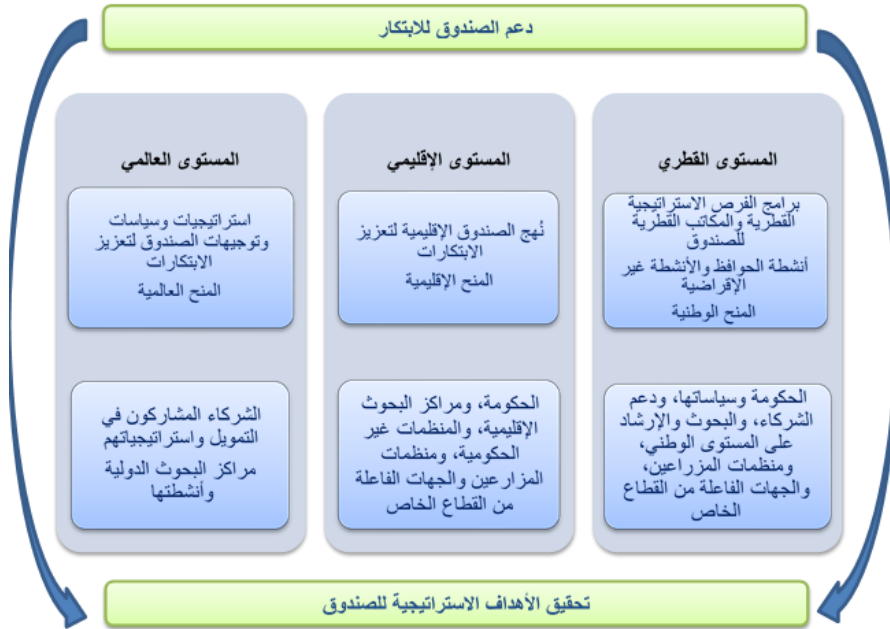 دعم الصندوق للابتكار
المستوى القطري
برامج الفرص الاستراتيجية
القطرية والمكاتب القطرية
للصندوق
أنشطة الحوافظ والأنشطة غير
الإقراضية
المنح الوطنية
الحكومة وسياساتها، ودعم
الشركاء، والبحوث والإرشاد
على المستوى الوطني،
ومنظمات المزراعين،
والجهات الفاعلة من القطاع
الخاص
المستوى الإقليمي
نُهج الصندوق الإقليمية لتعزيز
الابتكارات
المنح الإقليمية
الحكومة، ومراكز البحوث
الإقليمية، والمنظمات غير
الحكومية، ومنظمات
المزارعين والجهات الفاعلة
من القطاع الخاص
المستوى العالمي
استراتيجيات وسياسات
وتوجيهات الصندوق لتعزيز
الابتكارات
المنح العالمية
الشركاء المشاركون في
التمويل واستراتيجياتهم
مراكز البحوث الدولية
وأنشطتها
تحقيق الأهداف الاستراتيجية للصندوق